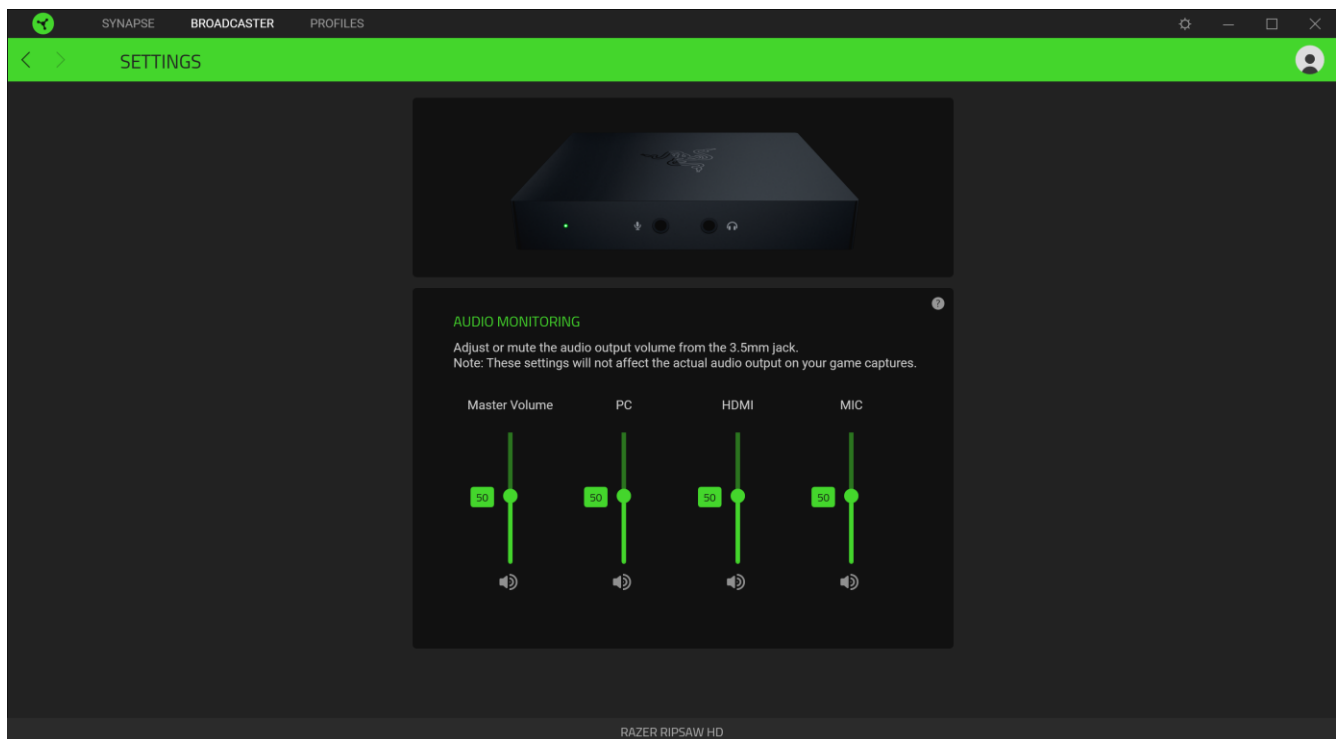 SYNAPSE BROADCASTER PROFILES
SETTINGS
?
AUDIO MONITORING
Adjust or mute the audio output volume from the 3.5mm jack.
Note: These settings will not affect the actual audio output on your game captures.
Master Volume PC HDMI MIC
50 50 50 50
RAZER RIPSAW HD